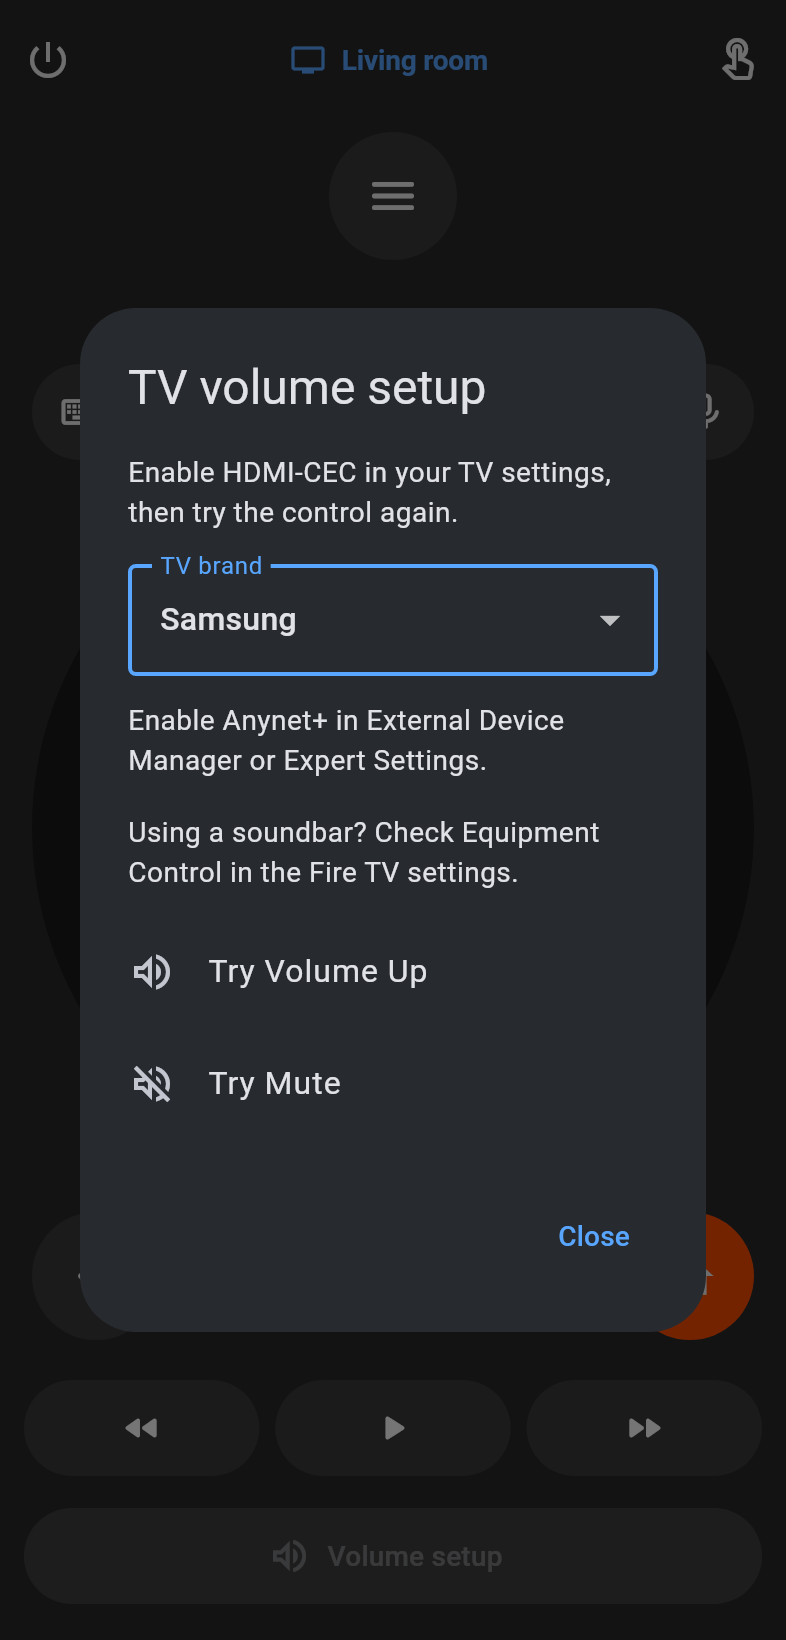 Living room
TV volume setup
Enable HDMI-CEC in your TV settings,
then try the control again.
TV brand
Samsung
Enable Anynet+ in External Device
Manager or Expert Settings.
Using a soundbar? Check Equipment
Control in the Fire TV settings.
Try Volume Up
Try Mute
Close
Volume setup